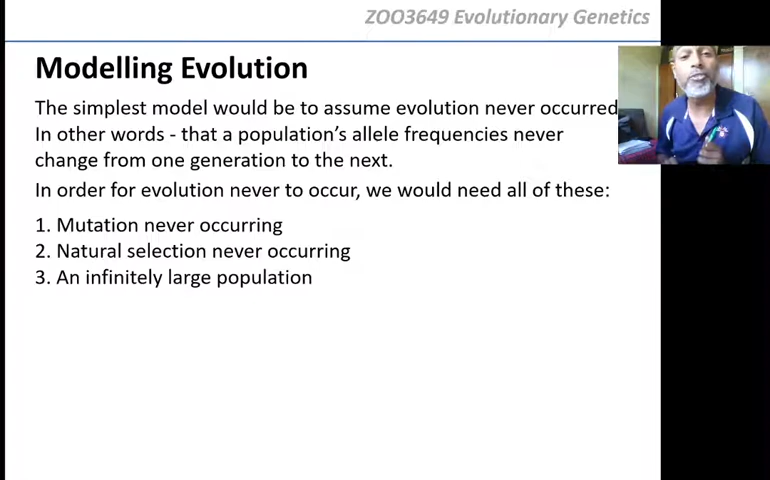 ZOO3649 Evolutionary Genetics
Modelling Evolution
The simplest model would be to assume evolution never occurred
In other words - that a population's allele frequencies never
change from one generation to the next.
In order for evolution never to occur, we would need all of these:
1. Mutation never occurring
2. Natural selection never occurring
3. An infinitely large population